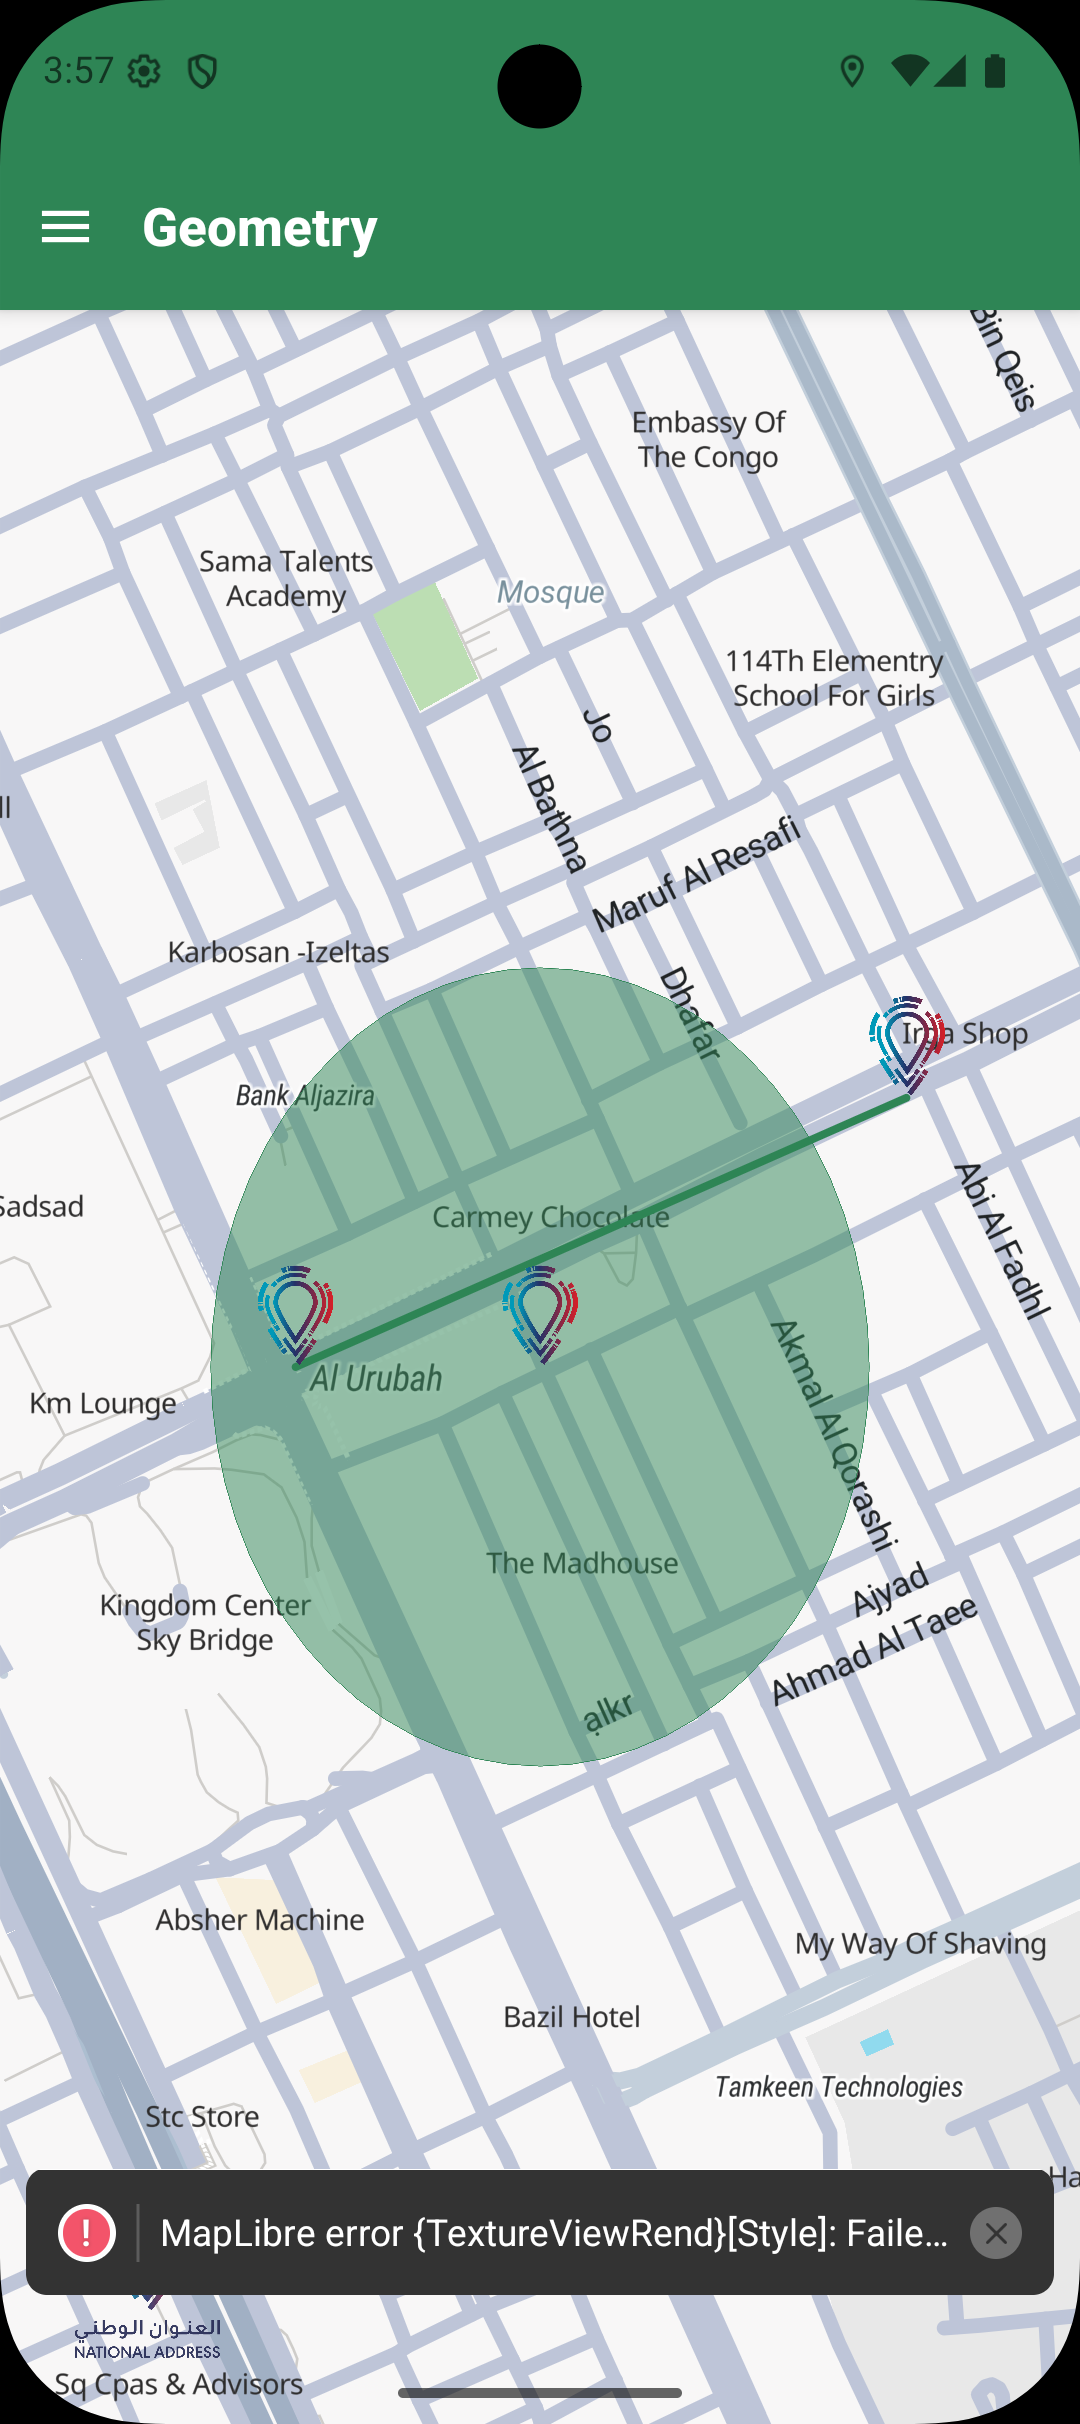 3:57
Geometry
Bin Qeis
Embassy Of
The Congo
Sama Talents
Academy
Mosque
114Th Elementry
School For Girls
Jo
Al Bathna
ll
Maruf Al Resafi
Karbosan -Izeltas
Dhafar
Irqa Shop
Bank Aljazira
Sadsad
Carmey Chocolate
Abi Al Fadhl
Al Urubah
Akmal Al Qorashi
Km Lounge
The Madhouse
Ajyad
Kingdom Center
Sky Bridge
Ahmad Al Taee
ạlkr
Absher Machine
My Way Of Shaving
Bazil Hotel
Tamkeen Technologies
Stc Store
Ha
MapLibre error {TextureViewRend}[Style]: Faile...
العنوان الوطني
NATIONAL ADDRESS
Sq Cpas & Advisors